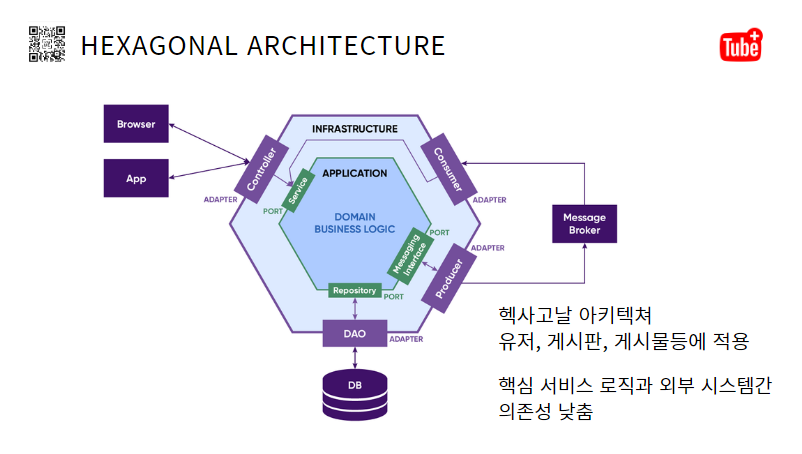 HEXAGONAL ARCHITECTURE
Tube+
Browser
App
INFRASTRUCTURE
Controller
Consumer
ADAPTER
ADAPTER
APPLICATION
Service
PORT
DOMAIN
BUSINESS LOGIC
Message
Broker
PORT
Messaging
Interface
ADAPTER
Producer
Repository
PORT
DAO
ADAPTER
DB
헥사고날 아키텍쳐
유저, 게시판, 게시물등에 적용
핵심 서비스 로직과 외부 시스템간
의존성 낮춤